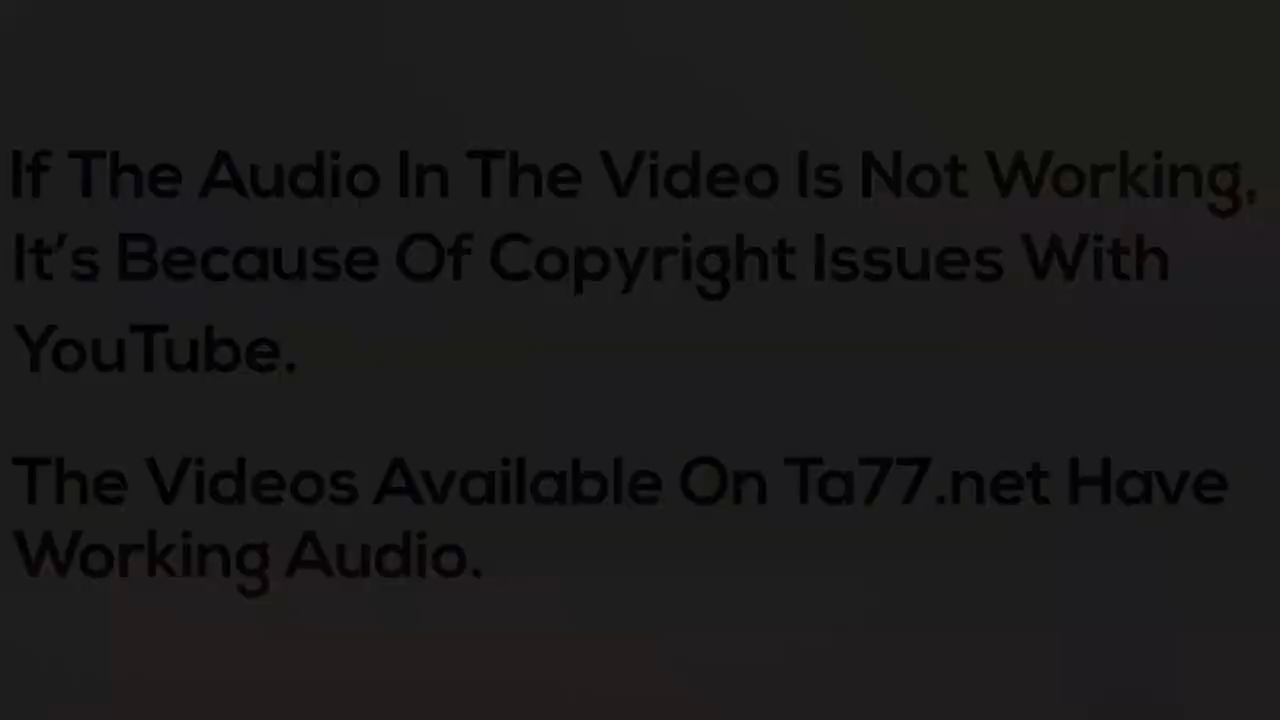 If The Audio In The Video Is Not Working,
It’s Because Of Copyright Issues With
YouTube.
The Videos Available On Ta77.net Have
Working Audio.